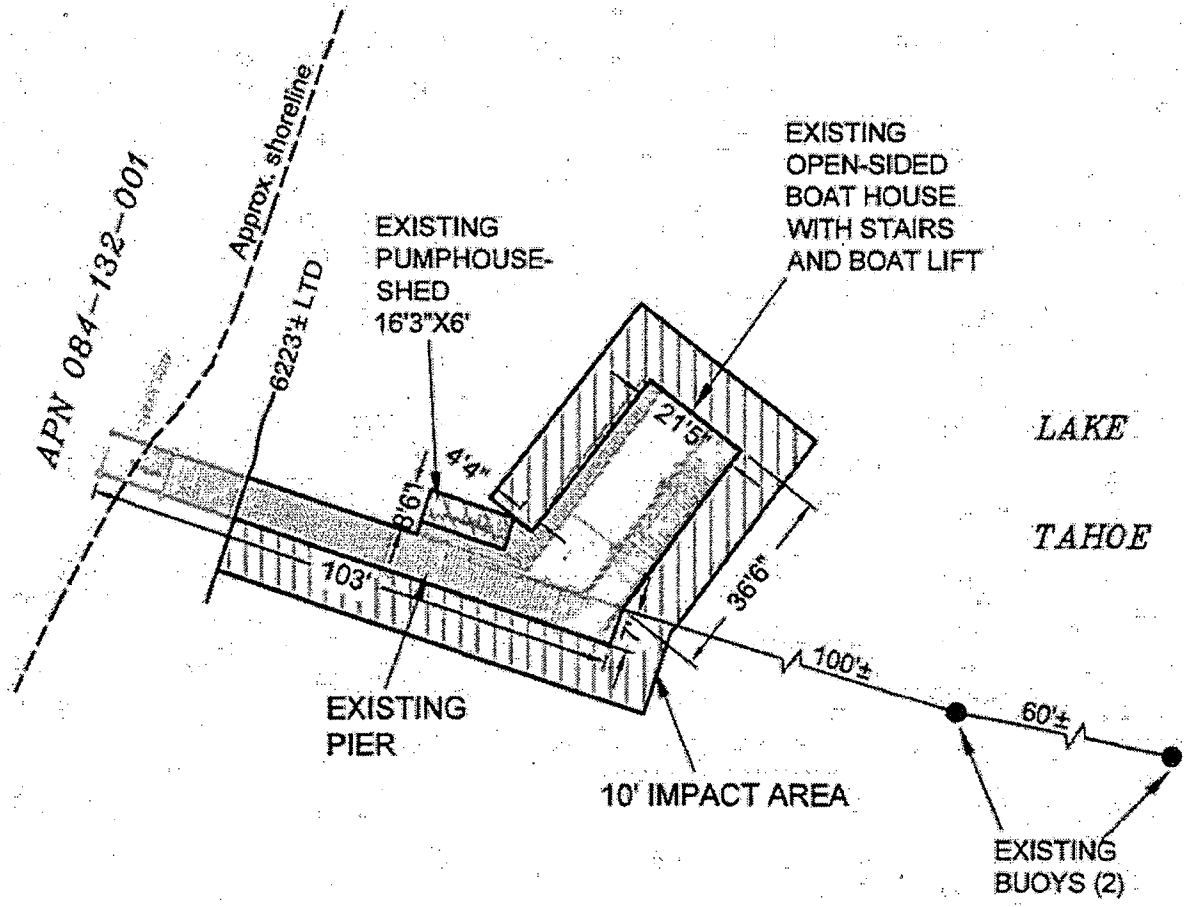 APN 084-132-001
Approx. shoreline
6223'± LTD
EXISTING
PUMPHOUSE-
SHED
16'3"X6'
EXISTING
OPEN-SIDED
BOAT HOUSE
WITH STAIRS
AND BOAT LIFT
LAKE
TAHOE
4'4"
8'6"
21'5"
36'6"
7'
103'
100'±
60'±
EXISTING
PIER
10' IMPACT AREA
EXISTING
BUOYS (2)